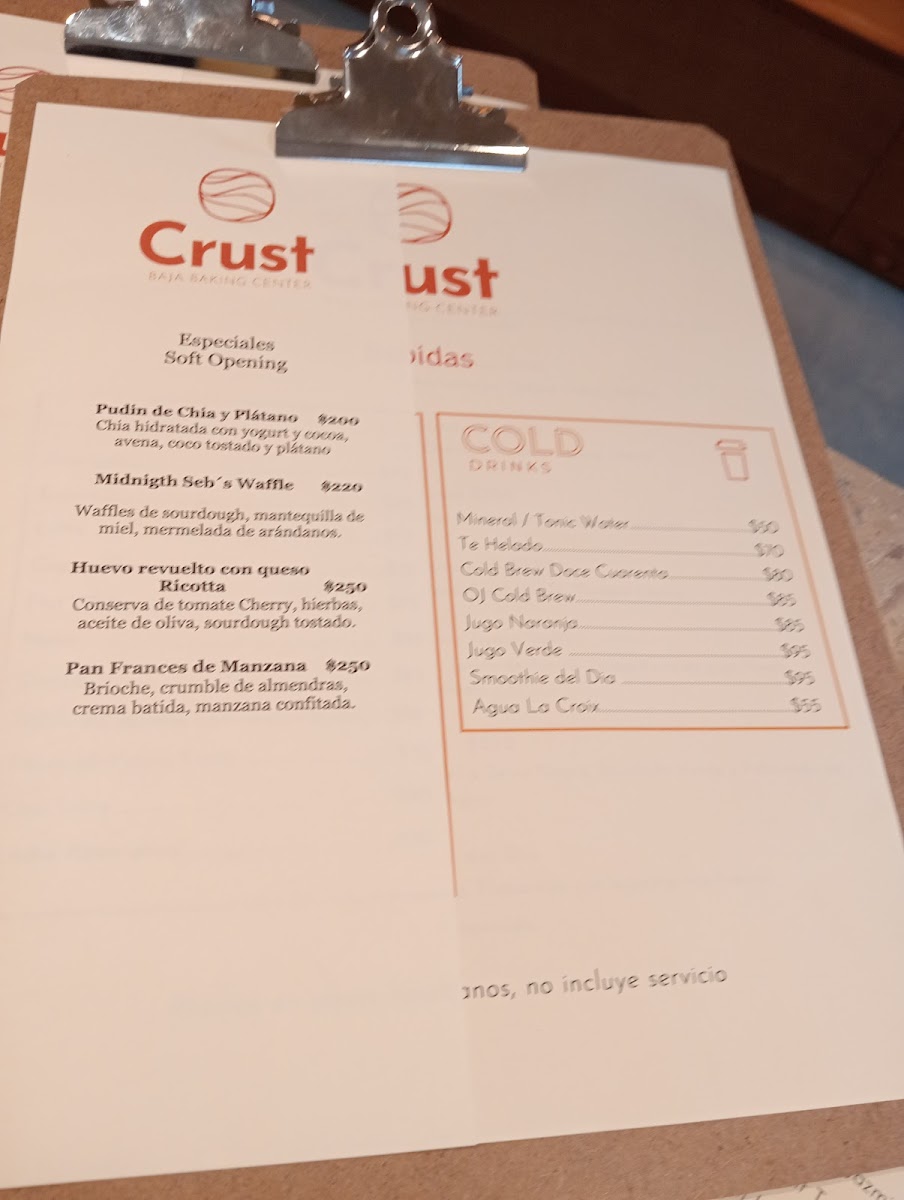 Crust
BAJA BAKING CENTER
Especiales
Soft Opening
Pudín de Chia y Plátano $200
Chia hidratada con yogurt y cocoa,
avena, coco tostado y plátano
Midnigth Seb´s Waffle $220
Waffles de sourdough, mantequilla de
miel, mermelada de arándanos.
Huevo revuelto con queso
Ricotta $250
Conserva de tomate Cherry, hierbas,
aceite de oliva, sourdough tostado.
Pan Frances de Manzana $250
Brioche, crumble de almendras,
crema batida, manzana confitada.
ust
NG CENTER
bidas
COLD
DRINKS
Mineral / Tonic Water
Te Helado $70
Cold Brew Doce Cuarenta $80
OJ Cold Brew $85
Jugo Naranja $85
Jugo Verde $95
Smoothie del Dia $95
Agua La Croix $55
anos, no incluye servicio